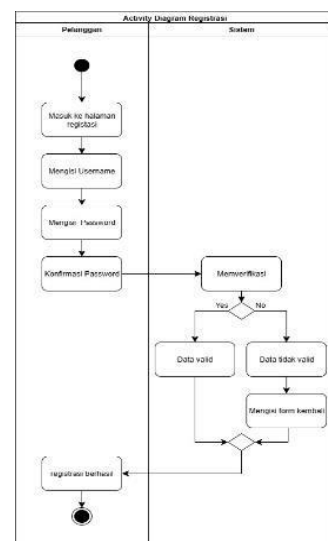 Activity Diagram Registrasi
Pelanggan
Sistem
Masuk ke halaman
registasi
Mengisi Username
Mengisi Password
Konfirmasi Password
Memverifikasi
Yes
No
Data valid
Data tidak valid
Mengisi form kembali
registrasi berhasil